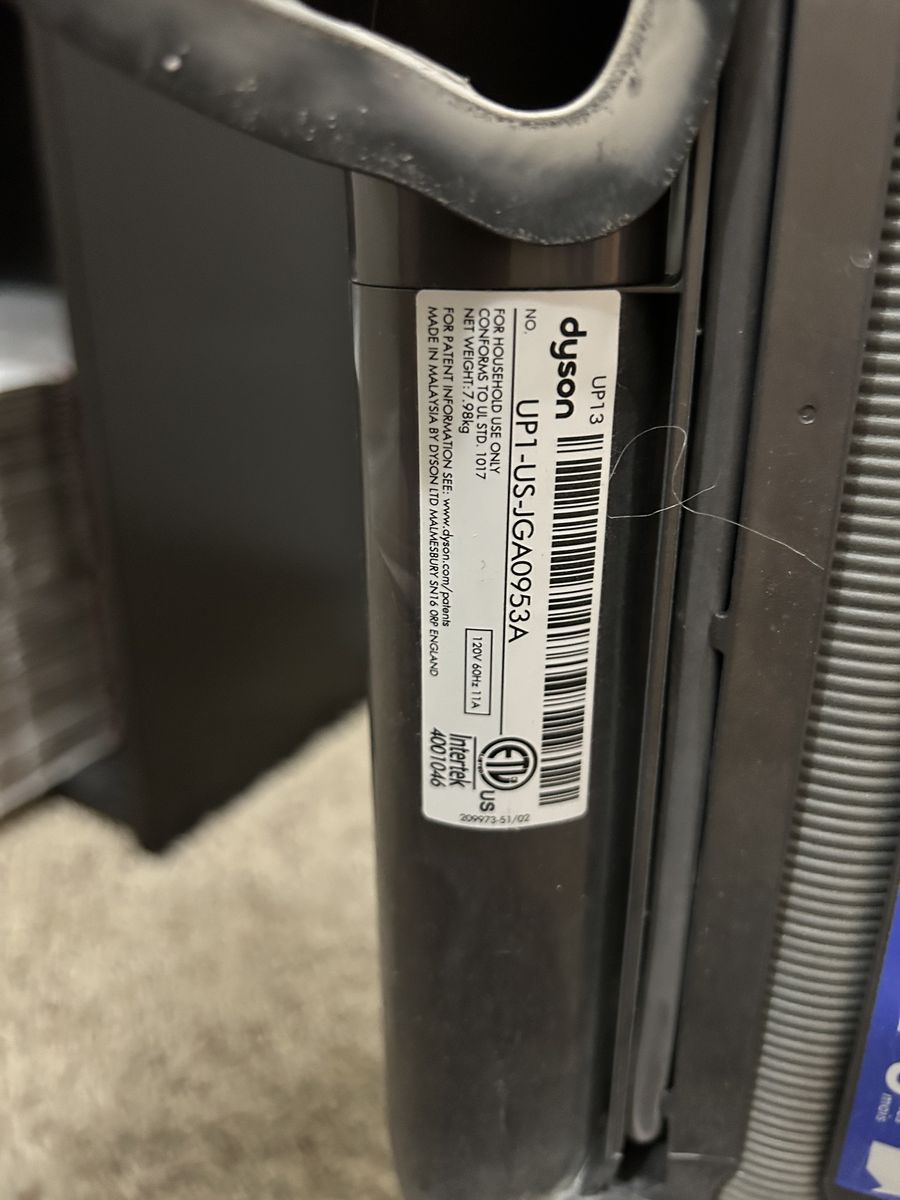 UP13
dyson
NO. UP1-US-JGA0953A
FOR HOUSEHOLD USE ONLY
CONFORMS TO UL STD. 1017
NET WEIGHT: 7.98kg
FOR PATENT INFORMATION SEE: www.dyson.com/patents
MADE IN MALAYSIA BY DYSON LTD MALMESBURY SN16 0RP ENGLAND
120V 60Hz 11A
ETL
US
Intertek
4001046
209973-51/02
mois